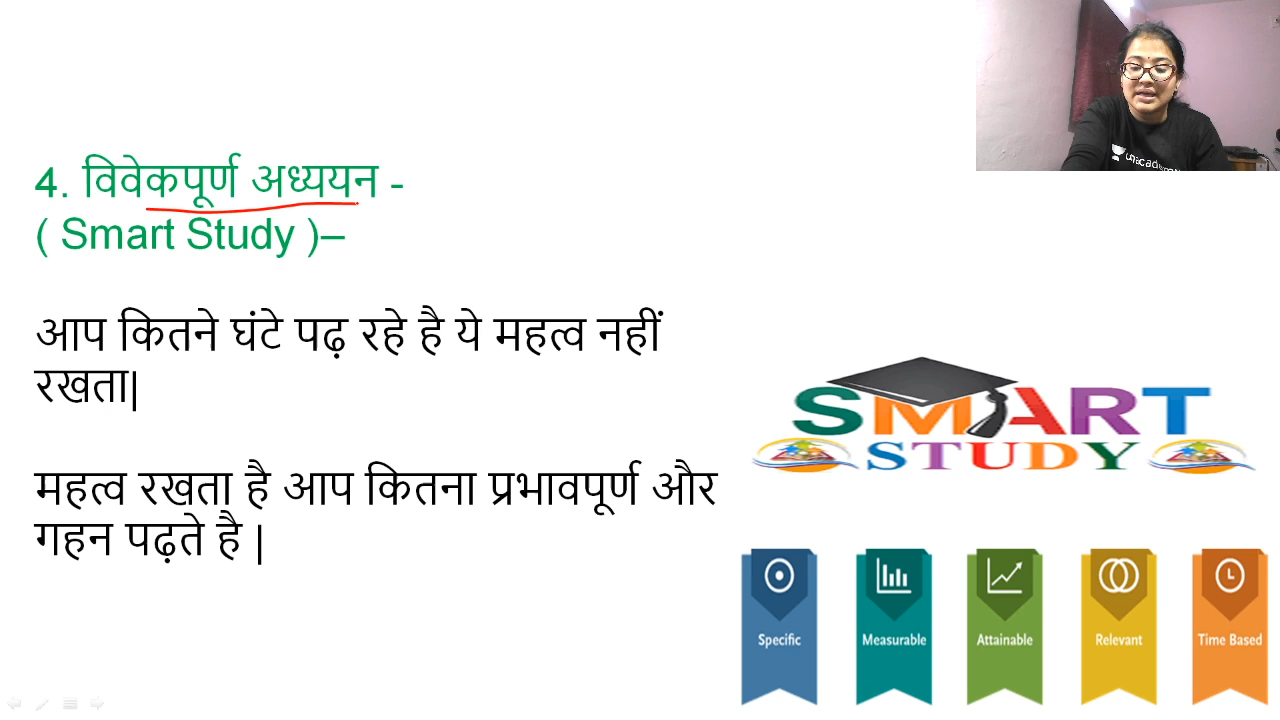 4. विवेकपूर्ण अध्ययन -
( Smart Study )–
आप कितने घंटे पढ़ रहे है ये महत्व नहीं
रखता|
महत्व रखता है आप कितना प्रभावपूर्ण और
गहन पढ़ते है |
SMART
STUDY
Specific
Measurable
Attainable
Relevant
Time Based